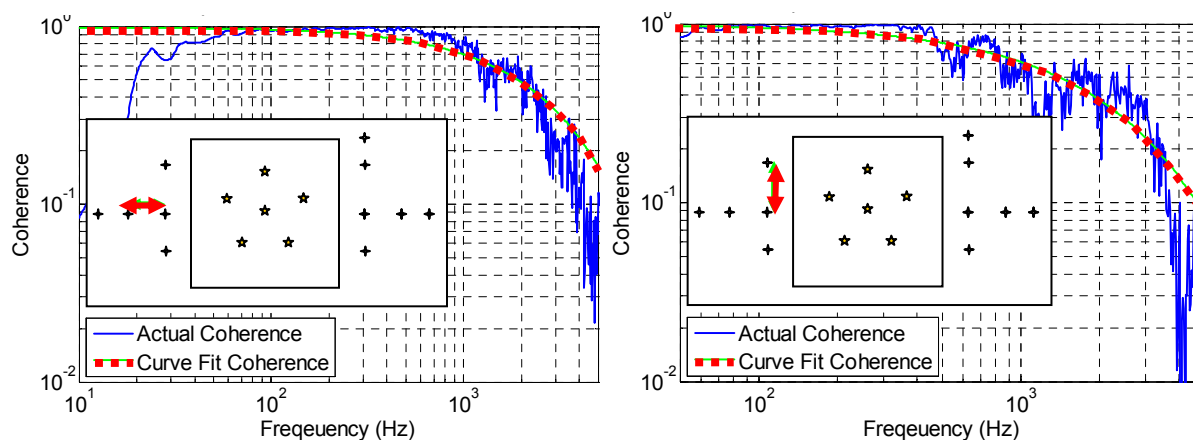 10^0
10^-1
10^-2
Coherence
Actual Coherence
Curve Fit Coherence
10^1
10^2
10^3
Freqeuency (Hz)
10^0
10^-1
10^-2
Coherence
Actual Coherence
Curve Fit Coherence
10^2
10^3
Freqeuency (Hz)